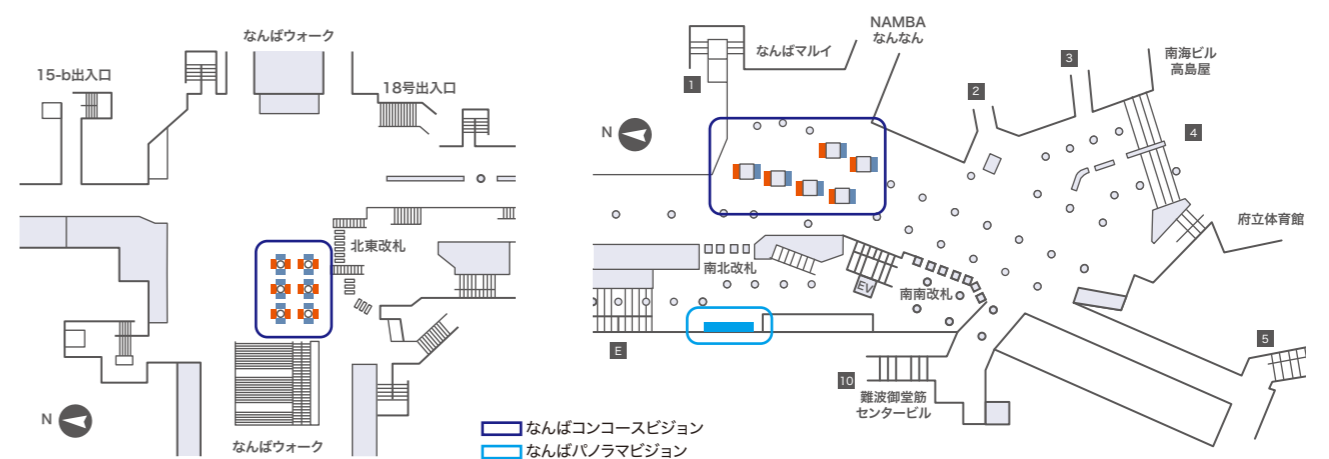 なんばウォーク
15-b出入口
18号出入口
北東改札
N
なんばウォーク
NAMBA
なんなん
なんばマルイ
南海ビル
高島屋
1
2
3
4
N
府立体育館
南北改札
EV
南南改札
E
5
10
難波御堂筋
センタービル
なんばコンコースビジョン
なんばパノラマビジョン